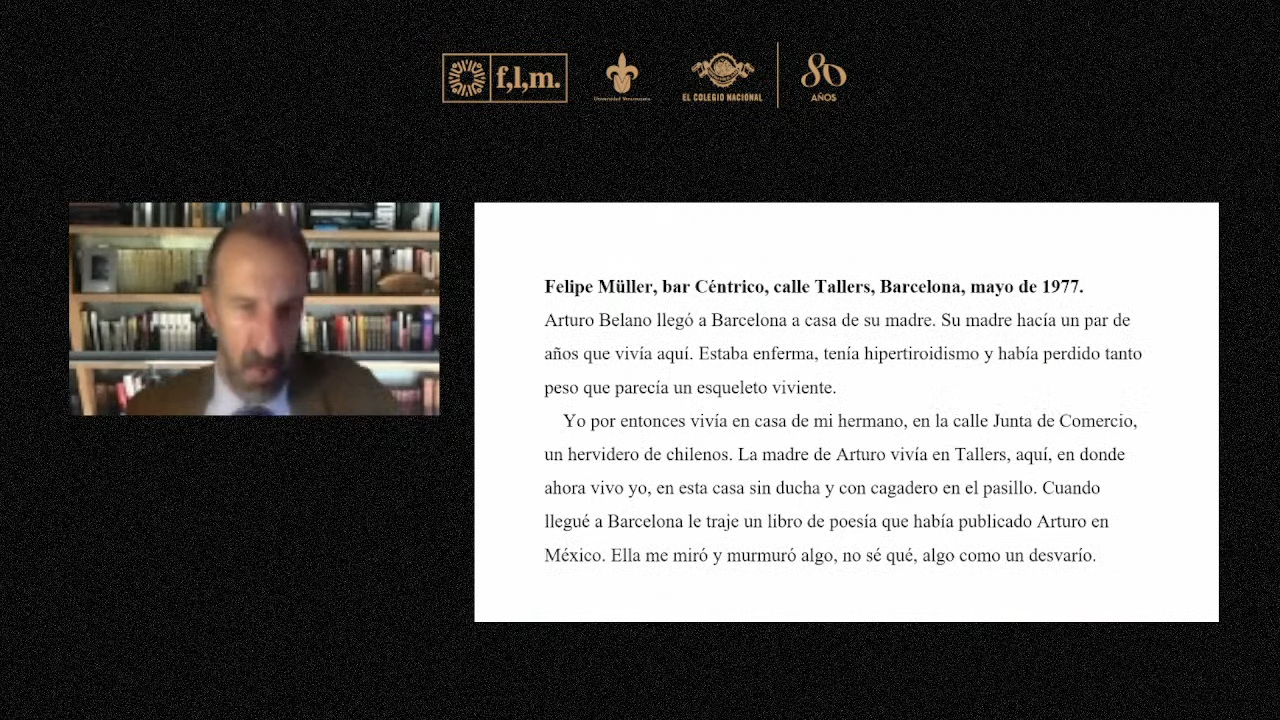 f,l,m.
Universidad Veracruzana
EL COLEGIO NACIONAL
80
AÑOS
Felipe Müller, bar Céntrico, calle Tallers, Barcelona, mayo de 1977.
Arturo Belano llegó a Barcelona a casa de su madre. Su madre hacía un par de
años que vivía aquí. Estaba enferma, tenía hipertiroidismo y había perdido tanto
peso que parecía un esqueleto viviente.
Yo por entonces vivía en casa de mi hermano, en la calle Junta de Comercio,
un hervidero de chilenos. La madre de Arturo vivía en Tallers, aquí, en donde
ahora vivo yo, en esta casa sin ducha y con cagadero en el pasillo. Cuando
llegué a Barcelona le traje un libro de poesía que había publicado Arturo en
México. Ella me miró y murmuró algo, no sé qué, algo como un desvarío.